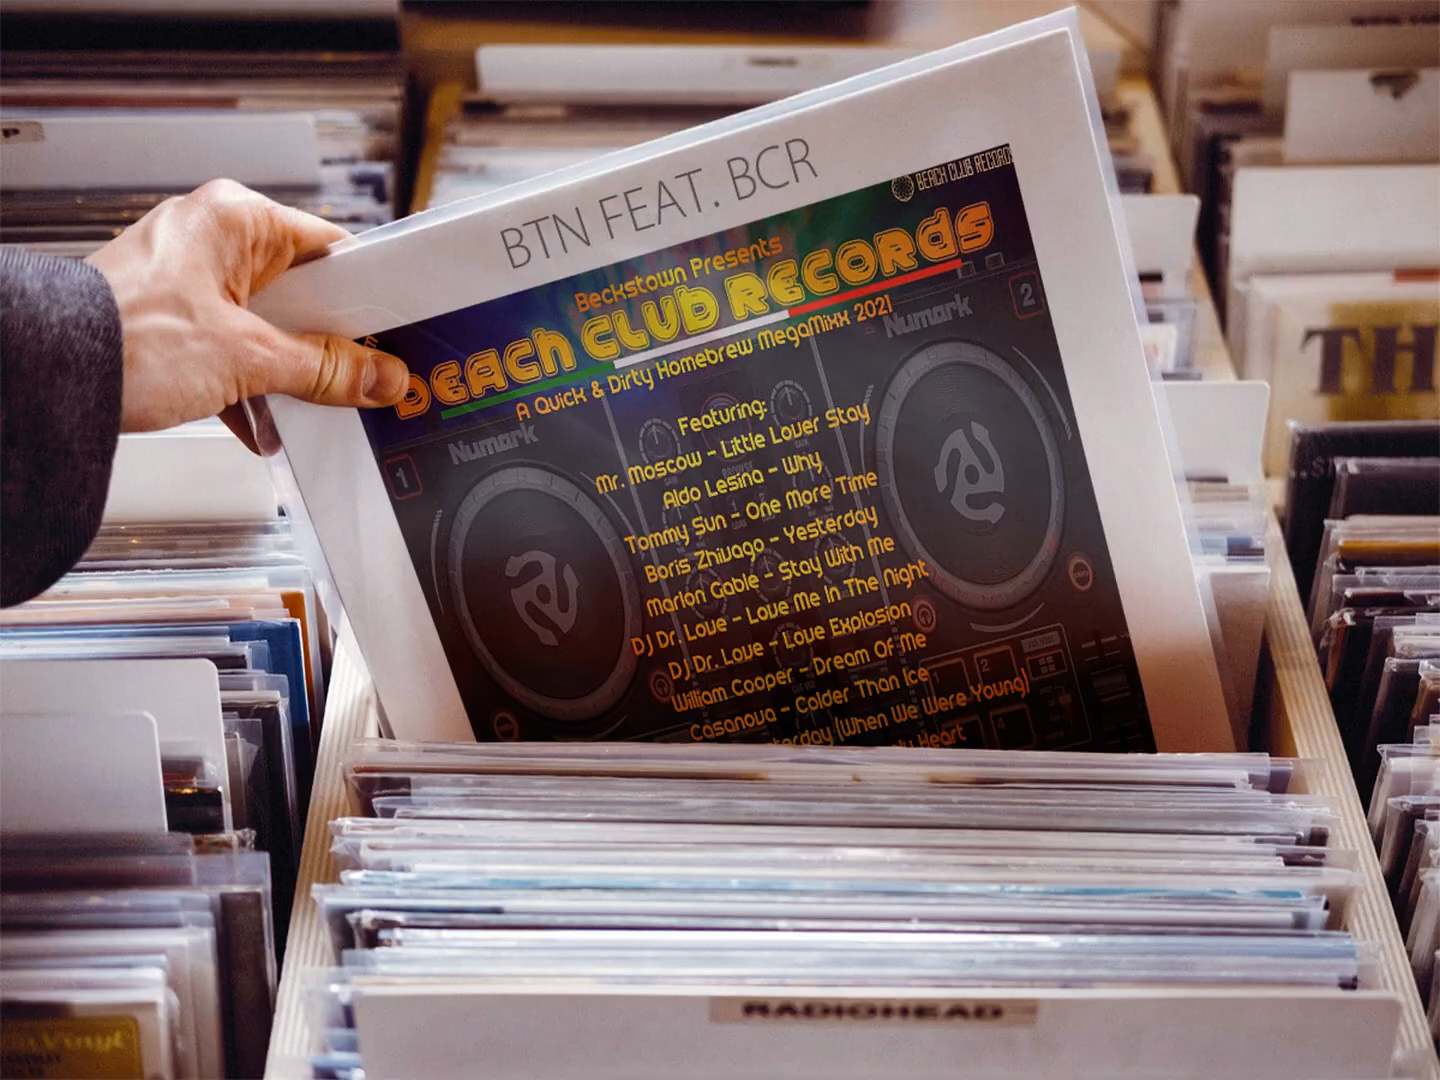 BTN FEAT. BCR
BEACH CLUB RECORDS
Beckstown Presents
BEACH CLUB RECORDS
A Quick & Dirty Homebrew MegaMixx 2021
Numark
2
Numark
1
Featuring:
Mr. Moscow - Little Lover Stay
Aldo Lesina - Why
Tommy Sun - One More Time
Boris Zhivago - Yesterday
Marlon Gable - Stay With Me
DJ Dr. Love - Love Me In The Night
DJ Dr. Love - Love Explosion
William Cooper - Dream Of Me
Casanova - Colder Than Ice
(When We Were Young)
Heart
TH
RADIOHEAD
Vinyl